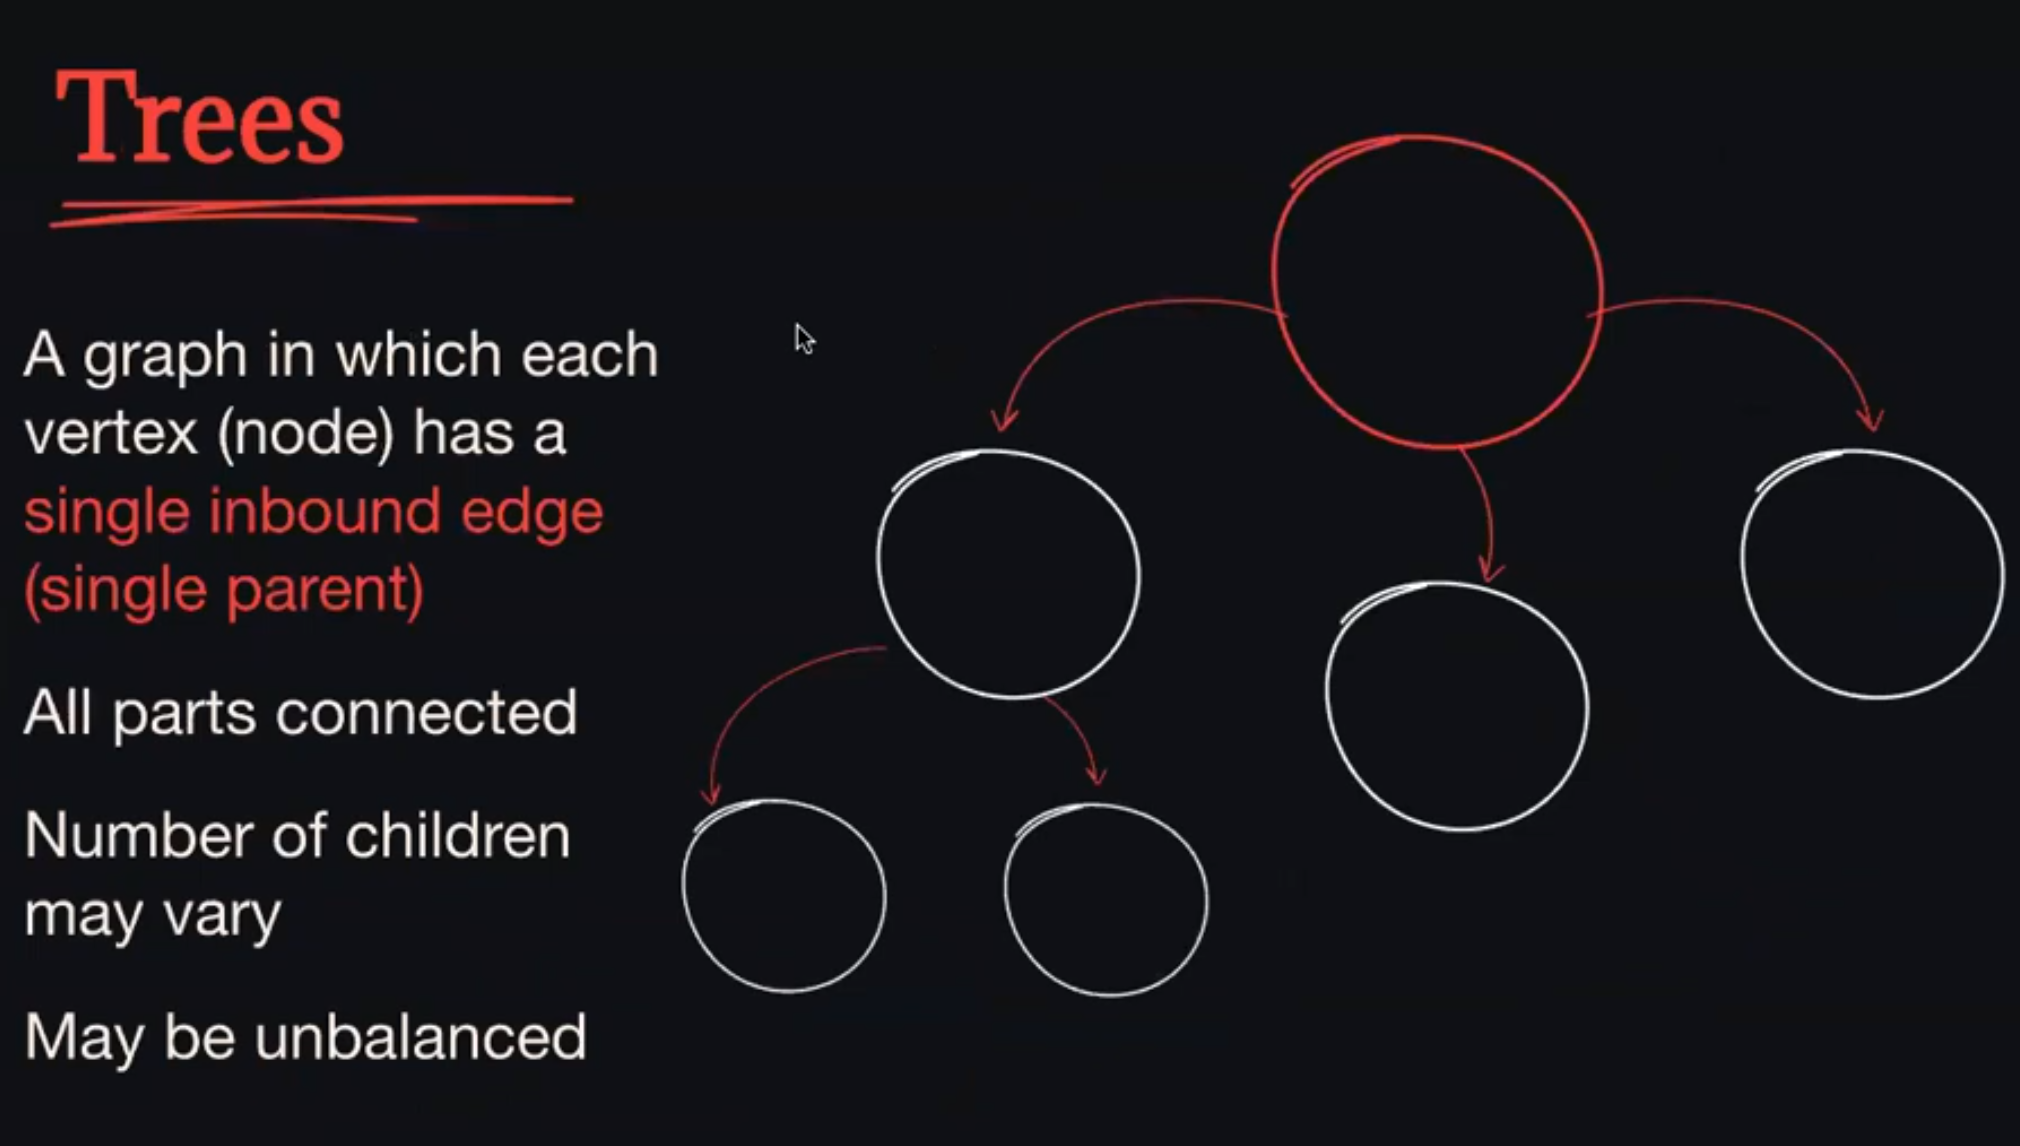 Trees
A graph in which each
vertex (node) has a
single inbound edge
(single parent)
All parts connected
Number of children
may vary
May be unbalanced